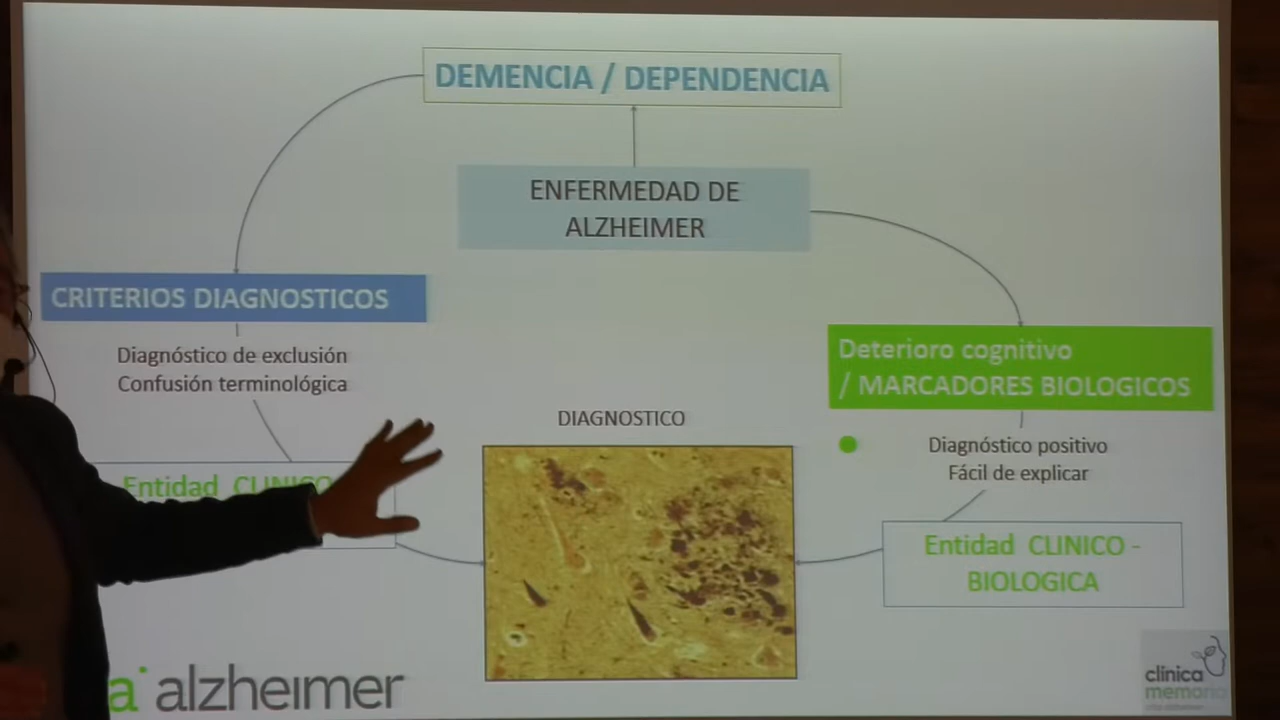 DEMENCIA / DEPENDENCIA
ENFERMEDAD DE
ALZHEIMER
CRITERIOS DIAGNOSTICOS
Diagnóstico de exclusión
Confusión terminológica
Entidad CLINICO
Deterioro cognitivo
/ MARCADORES BIOLOGICOS
Diagnóstico positivo
Fácil de explicar
Entidad CLINICO -
BIOLOGICA
DIAGNOSTICO
a alzheimer
clínica
memoria